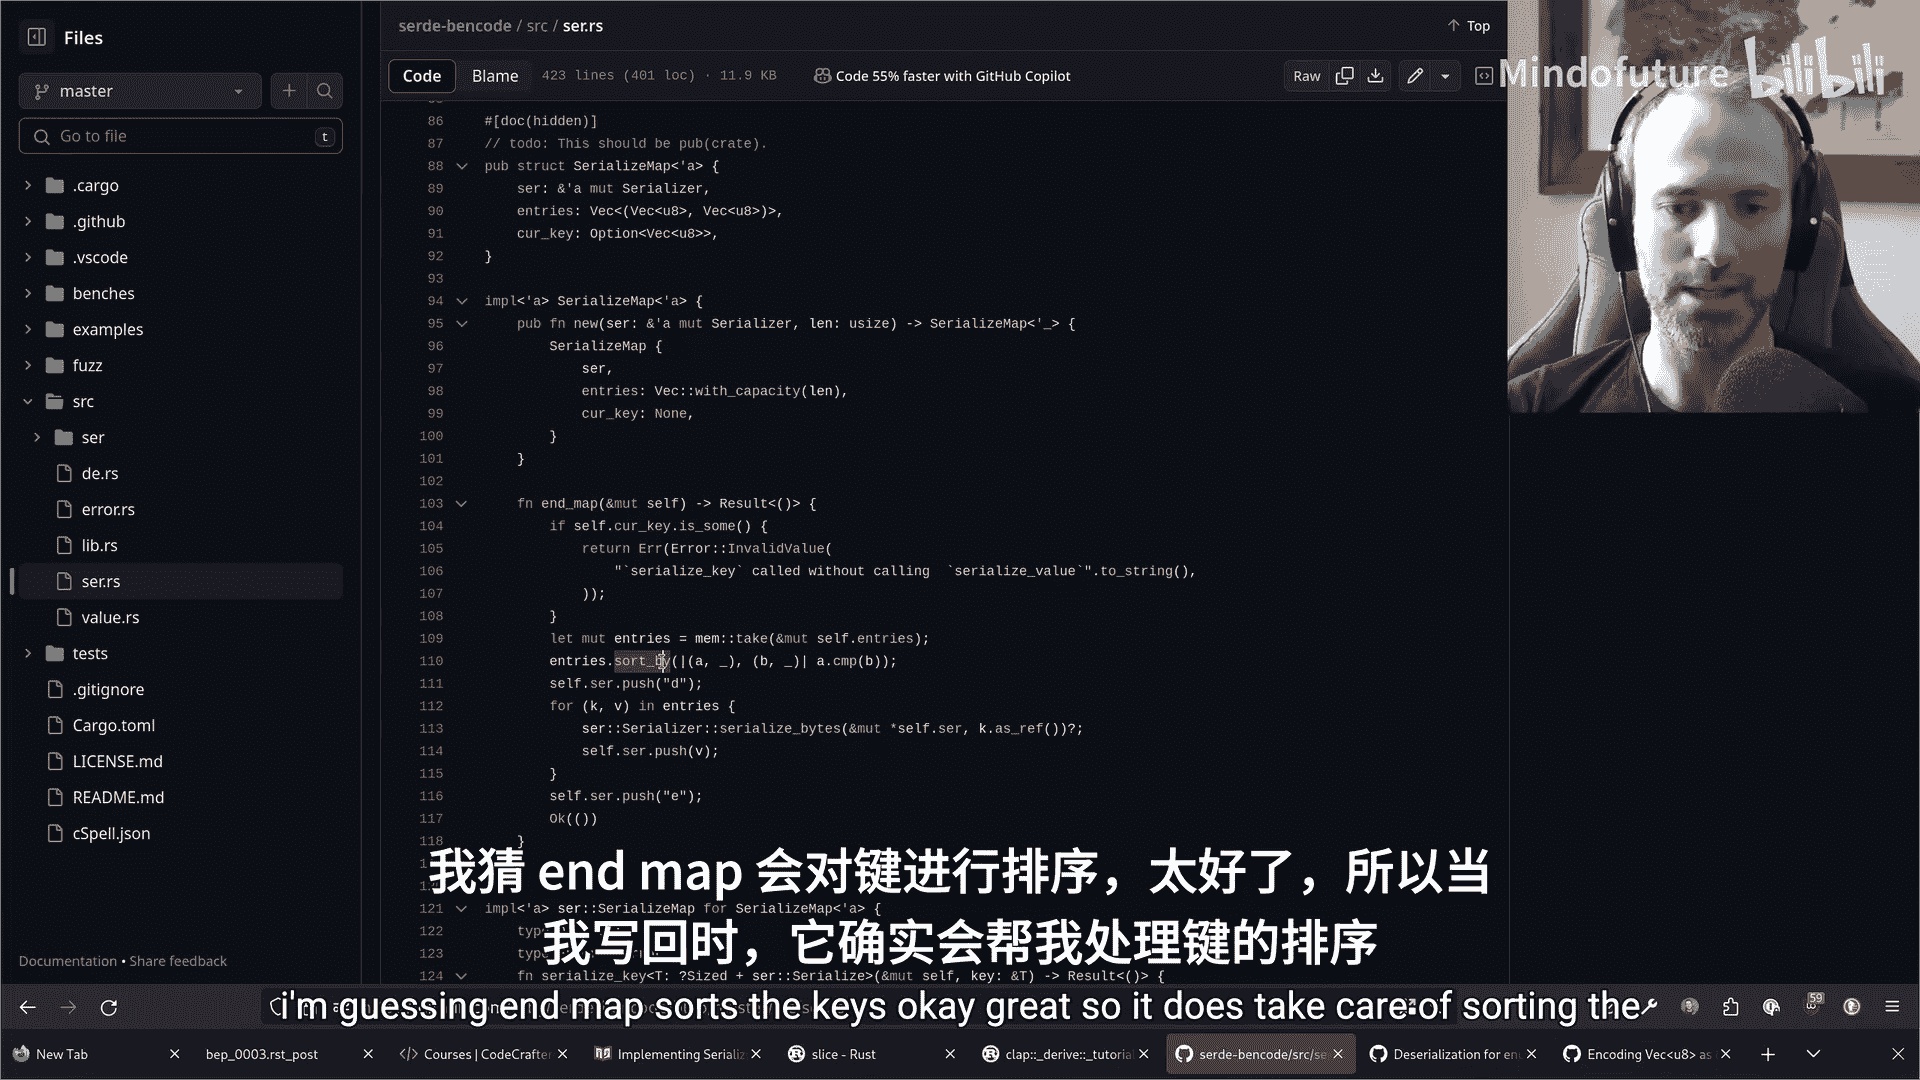 Files
serde-bencode / src / ser.rs
Top
Mindofuture bilibili
master
Go to file
t
Code
Blame
423 lines (401 loc) · 11.9 KB
Code 55% faster with GitHub Copilot
Raw
.cargo
.github
.vscode
benches
examples
fuzz
src
ser
de.rs
error.rs
lib.rs
ser.rs
value.rs
tests
.gitignore
Cargo.toml
LICENSE.md
README.md
cSpell.json
Documentation • Share feedback
86 #[doc(hidden)]
87 // todo: This should be pub(crate).
88 pub struct SerializeMap<'a> {
89 ser: &'a mut Serializer,
90 entries: Vec<(Vec<u8>, Vec<u8>)>,
91 cur_key: Option<Vec<u8>>,
92 }
93
94 impl<'a> SerializeMap<'a> {
95 pub fn new(ser: &'a mut Serializer, len: usize) -> SerializeMap<'_> {
96 SerializeMap {
97 ser,
98 entries: Vec::with_capacity(len),
99 cur_key: None,
100 }
101 }
102
103 fn end_map(&mut self) -> Result<()> {
104 if self.cur_key.is_some() {
105 return Err(Error::InvalidValue(
106 "`serialize_key` called without calling  `serialize_value`".to_string(),
107 ));
108 }
109 let mut entries = mem::take(&mut self.entries);
110 entries.sort_by(|(a, _), (b, _)| a.cmp(b));
111 self.ser.push("d");
112 for (k, v) in entries {
113 ser::Serializer::serialize_bytes(&mut *self.ser, k.as_ref())?;
114 self.ser.push(v);
115 }
116 self.ser.push("e");
117 Ok(())
118 }
121 impl<'a> ser::SerializeMap for SerializeMap<'a> {
122 typ
123 typ
124 fn serialize_key<T: ?Sized + ser::Serialize>(&mut self, key: &T) -> Result<()> {
我猜 end map 会对键进行排序，太好了，所以当
我写回时，它确实会帮我处理键的排序
i'm guessing end map sorts the keys okay great so it does take care of sorting the
59
New Tab
bep_0003.rst_post
Courses | CodeCrafter
Implementing Serializ
slice - Rust
clap::_derive::_tutoria
serde-bencode/src/se
Deserialization for en
Encoding Vec<u8> as